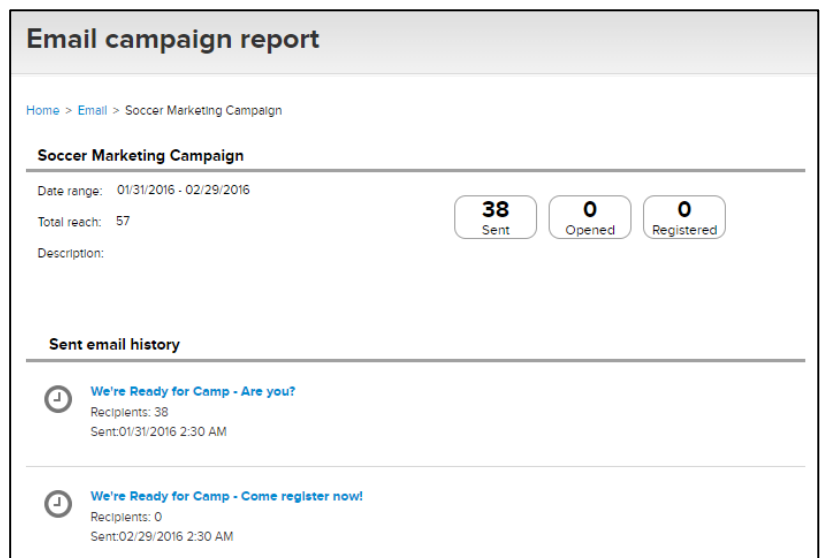 Email campaign report
Home > Email > Soccer Marketing Campaign
Soccer Marketing Campaign
Date range: 01/31/2016 - 02/29/2016
Total reach: 57
Description:
38 0 0
Sent Opened Registered
Sent email history
We're Ready for Camp - Are you?
Recipients: 38
Sent:01/31/2016 2:30 AM
We're Ready for Camp - Come register now!
Recipients: 0
Sent:02/29/2016 2:30 AM